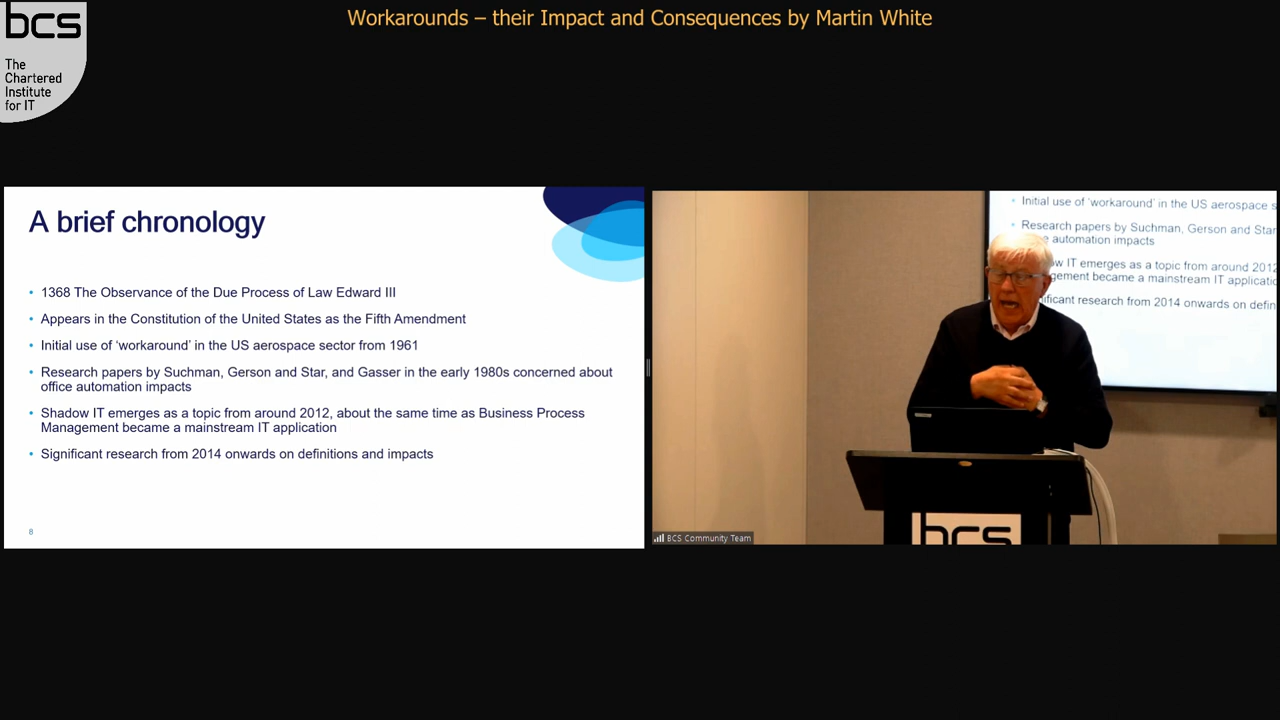 Workarounds – their Impact and Consequences by Martin White
bcs
The
Chartered
Institute
for IT
A brief chronology
• 1368 The Observance of the Due Process of Law Edward III
• Appears in the Constitution of the United States as the Fifth Amendment
• Initial use of ‘workaround’ in the US aerospace sector from 1961
• Research papers by Suchman, Gerson and Star, and Gasser in the early 1980s concerned about
office automation impacts
• Shadow IT emerges as a topic from around 2012, about the same time as Business Process
Management became a mainstream IT application
• Significant research from 2014 onwards on definitions and impacts
• Initial use of ‘workaround’ in the US aerospace s
• Research papers by Suchman, Gerson and Star
automation impacts
IT emerges as a topic from around 2012
became a mainstream IT applicatio
research from 2014 onwards on defin
bcs
BCS Community Team